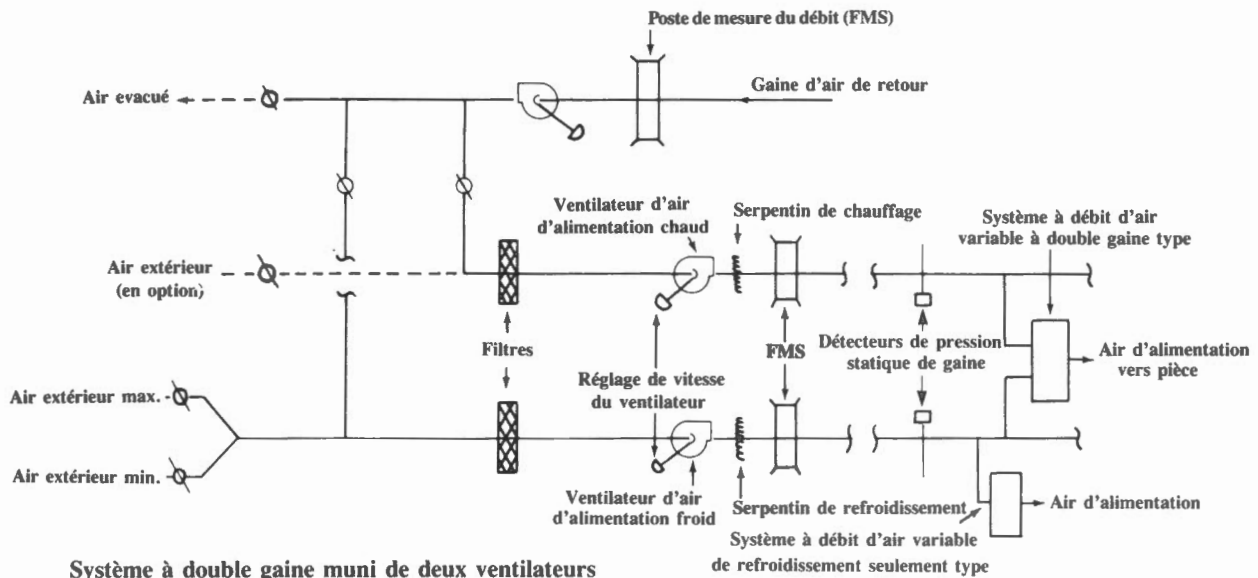 Poste de mesure du débit (FMS)
Air evacué
Gaine d'air de retour
Ventilateur d'air
d'alimentation chaud
Serpentin de chauffage
Système à débit d'air
variable à double gaine type
Air extérieur
(en option)
Filtres
Réglage de vitesse
du ventilateur
FMS
Détecteurs de pression
statique de gaine
Air d'alimentation
vers pièce
Air extérieur max.
Air extérieur min.
Ventilateur d'air
d'alimentation froid
Serpentin de refroidissement
Air d'alimentation
Système à débit d'air variable
de refroidissement seulement type
Système à double gaine muni de deux ventilateurs